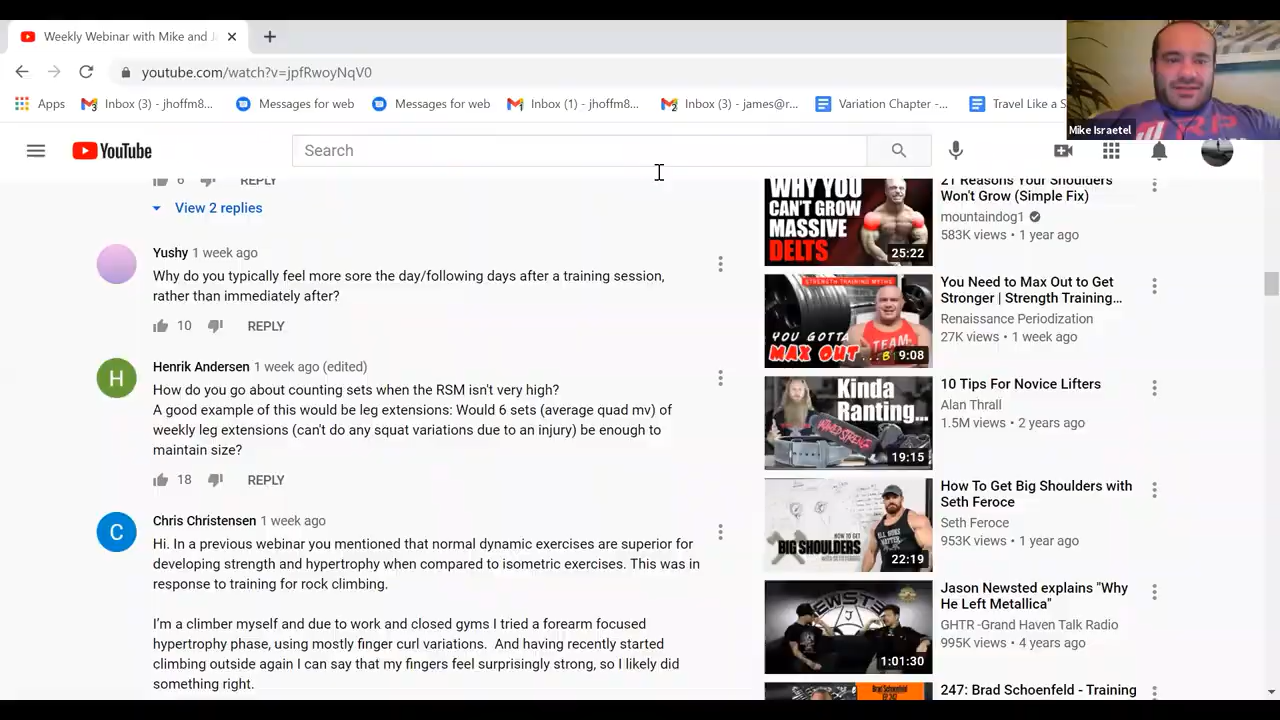 Weekly Webinar with Mike and J
youtube.com/watch?v=jpfRwoyNqV0
Apps
Inbox (3) - jhoffm8...
Messages for web
Messages for web
Inbox (1) - jhoffm8...
Inbox (3) - james@r...
Variation Chapter -...
Travel Like a S
Mike Israetel
YouTube
Search
6 REPLY
View 2 replies
Yushy 1 week ago
Why do you typically feel more sore the day/following days after a training session,
rather than immediately after?
10 REPLY
H
Henrik Andersen 1 week ago (edited)
How do you go about counting sets when the RSM isn't very high?
A good example of this would be leg extensions: Would 6 sets (average quad mv) of
weekly leg extensions (can't do any squat variations due to an injury) be enough to
maintain size?
18 REPLY
C
Chris Christensen 1 week ago
Hi. In a previous webinar you mentioned that normal dynamic exercises are superior for
developing strength and hypertrophy when compared to isometric exercises. This was in
response to training for rock climbing.
I'm a climber myself and due to work and closed gyms I tried a forearm focused
hypertrophy phase, using mostly finger curl variations. And having recently started
climbing outside again I can say that my fingers feel surprisingly strong, so I likely did
something right.
WHY YOU
CAN'T GROW
MASSIVE
DELTS
25:22
21 Reasons Your Shoulders
Won't Grow (Simple Fix)
mountaindog1
583K views • 1 year ago
STRENGTH TRAINING MYTHS
YOU GOTTA
MAX OUT
TEAM
9:08
You Need to Max Out to Get
Stronger | Strength Training...
Renaissance Periodization
27K views • 1 week ago
Kinda
Ranting...
19:15
10 Tips For Novice Lifters
Alan Thrall
1.5M views • 2 years ago
HOW TO GET
BIG SHOULDERS
22:19
How To Get Big Shoulders with
Seth Feroce
Seth Feroce
953K views • 1 year ago
1:01:30
Jason Newsted explains "Why
He Left Metallica"
GHTR -Grand Haven Talk Radio
995K views • 4 years ago
247: Brad Schoenfeld - Training